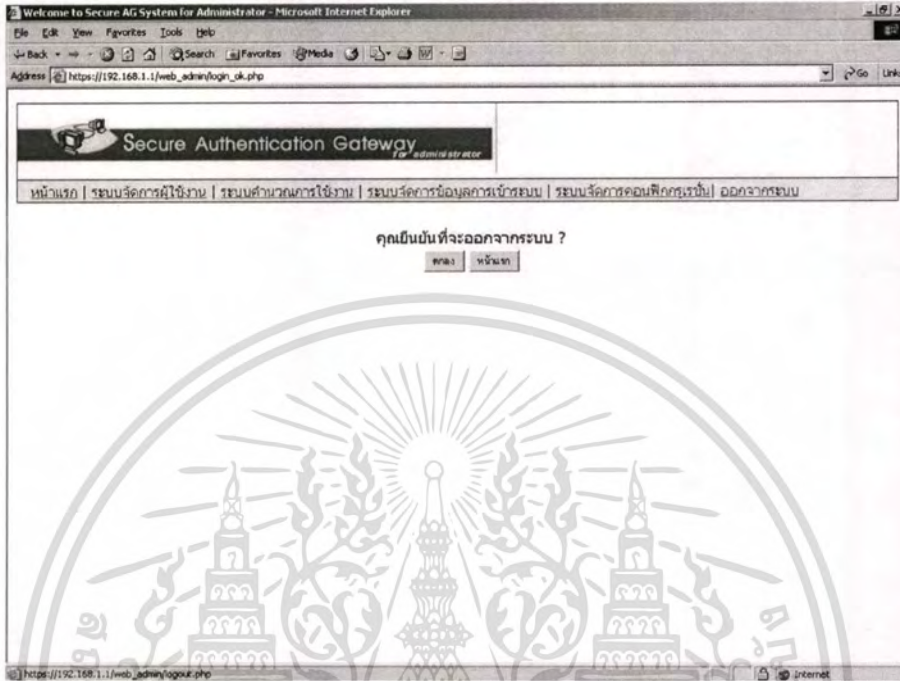 Welcome to Secure AG System for Administrator - Microsoft Internet Explorer
File Edit View Favorites Tools Help
Back Search Favorites Media
Address https://192.168.1.1/web_admin/login_ok.php Go Links
Secure Authentication Gateway
for administrator
หน้าแรก | ระบบจัดการผู้ใช้งาน | ระบบคำนวณการใช้งาน | ระบบจัดการข้อมูลการเข้าระบบ | ระบบจัดการคอนฟิกกูเรชั่น| ออกจากระบบ
คุณยืนยันที่จะออกจากระบบ ?
ตกลง หน้าแรก
https://192.168.1.1/web_admin/logout.php Internet